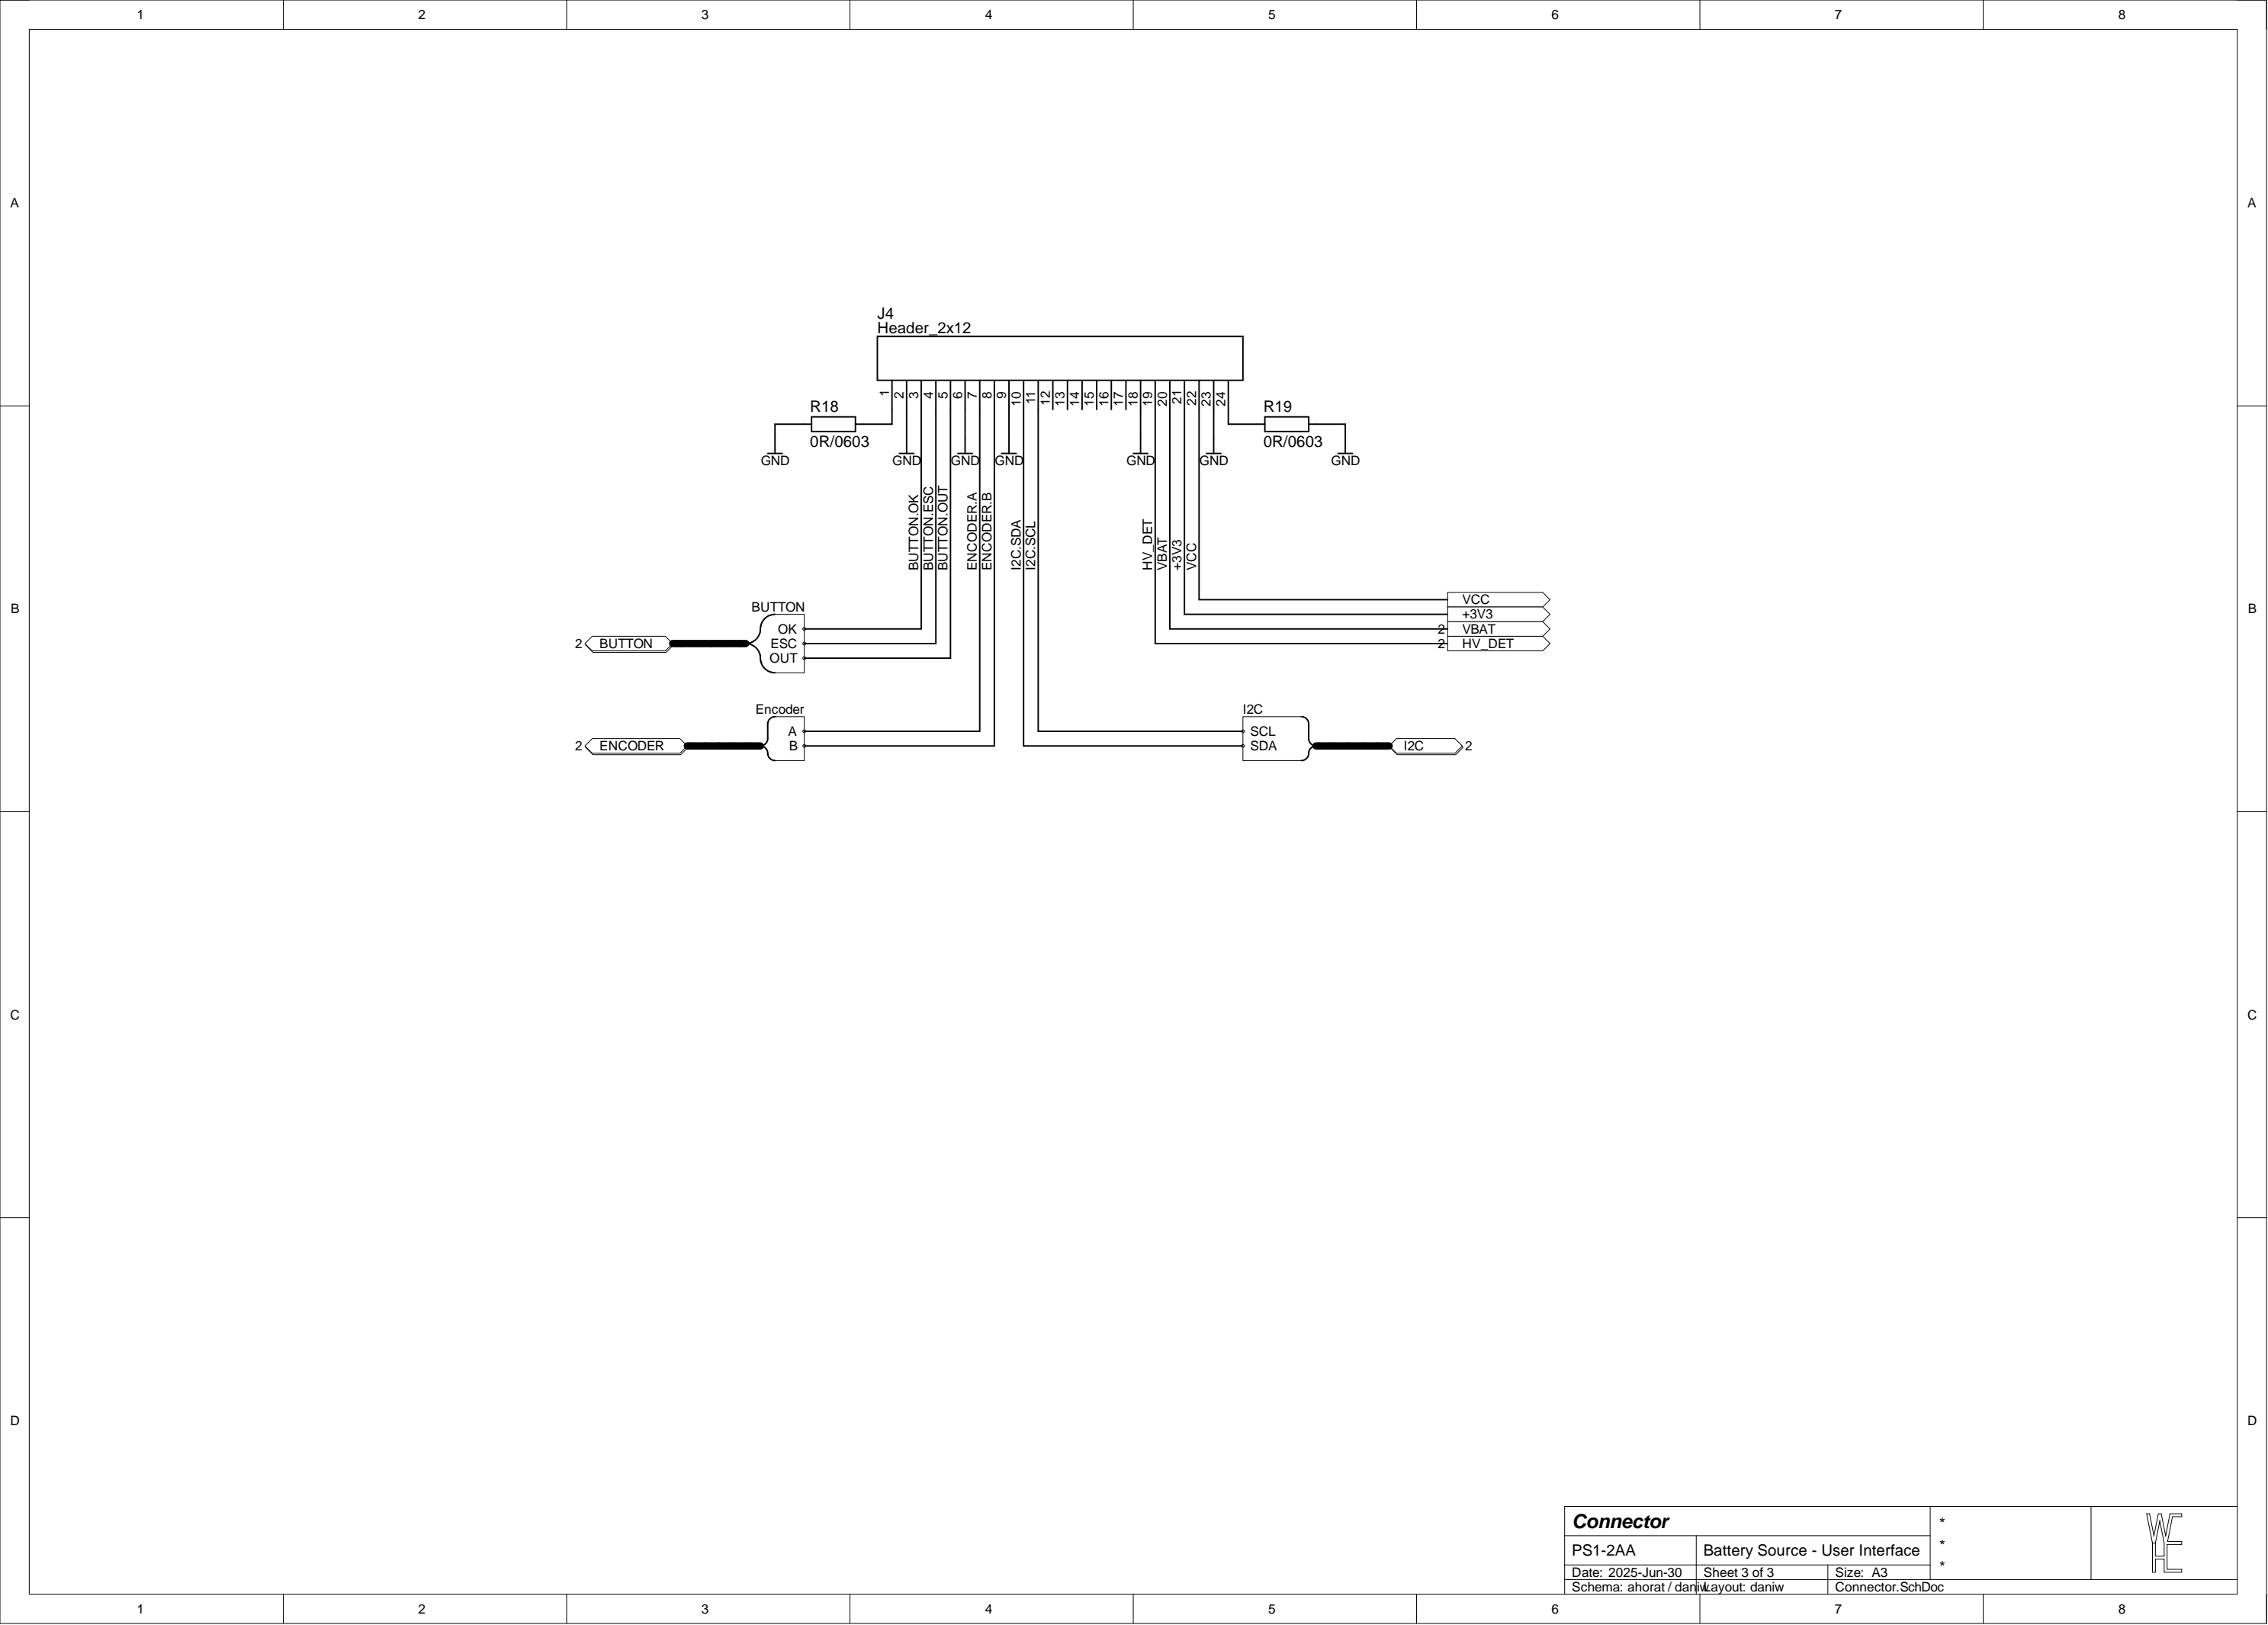 1 2 3 4 5 6 7 8
A A
J4
Header_2x12
1 2 3 4 5 6 7 8 9 10 11 12 13 14 15 16 17 18 19 20 21 22 23 24
R18 R19
0R/0603 0R/0603
GND GND GND GND GND GND GND
BUTTON.OK
BUTTON.ESC
BUTTON.OUT
ENCODER.A
ENCODER.B
I2C.SDA
I2C.SCL
HV_DET
VBAT
+3V3
VCC
B B
VCC
+3V3
2 VBAT
2 HV_DET
BUTTON
OK
2 BUTTON ESC
OUT
Encoder
A
2 ENCODER B
I2C
SCL
SDA I2C 2
C C
D D
Connector
PS1-2AA Battery Source - User Interface
Date: 2025-Jun-30 Sheet 3 of 3 Size: A3
Schema: ahorat / daniw Layout: daniw Connector.SchDoc
*
*
*
1 2 3 4 5 6 7 8